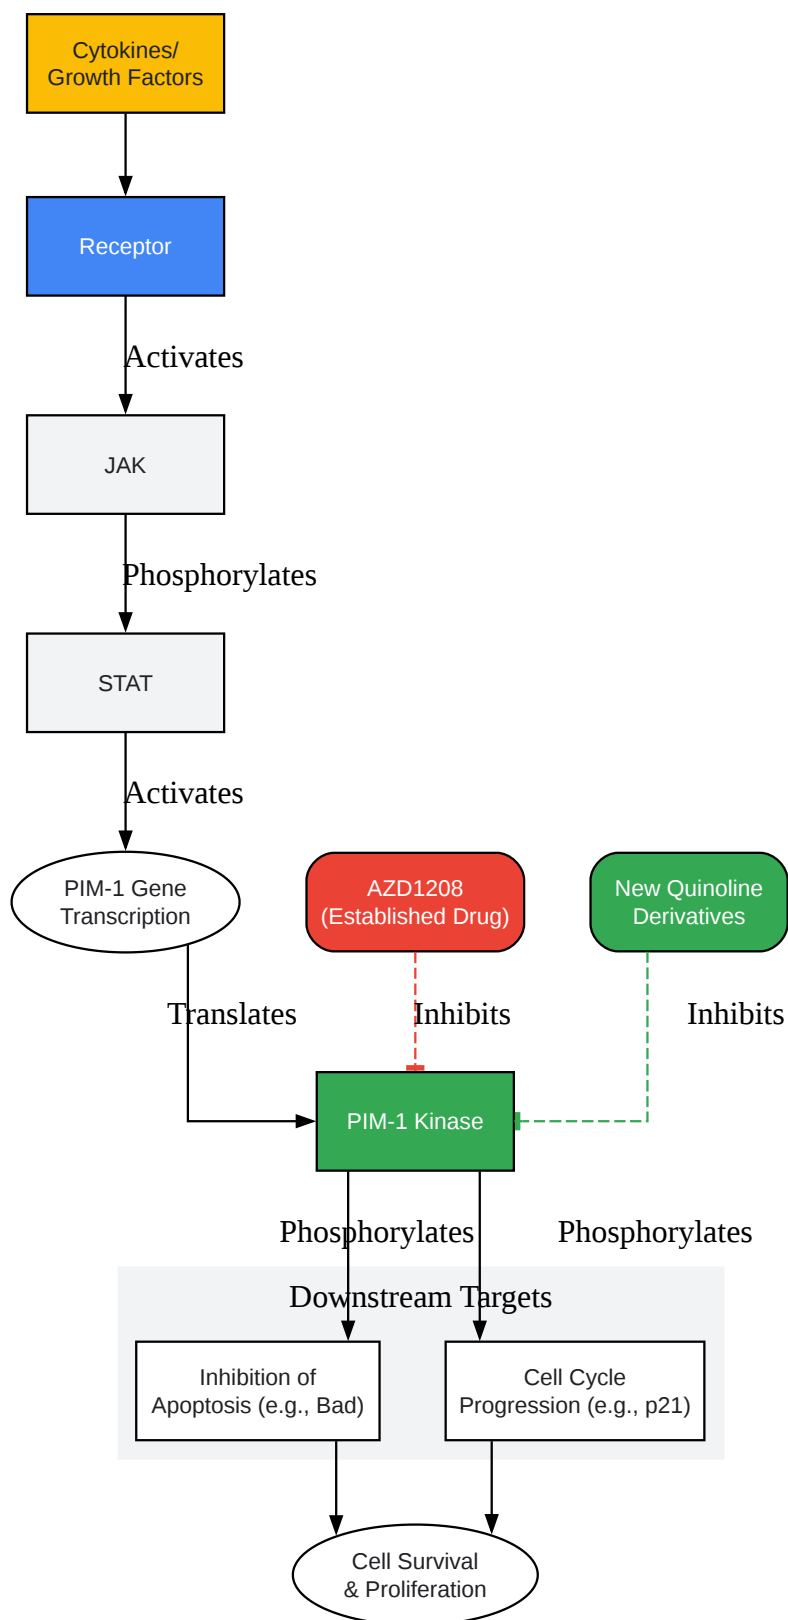 Cytokines/
Growth Factors
Receptor
Activates
JAK
Phosphorylates
STAT
Activates
PIM-1 Gene
Transcription
AZD1208
(Established Drug)
New Quinoline
Derivatives
Translates
Inhibits
Inhibits
PIM-1 Kinase
Phosphorylates
Phosphorylates
Downstream Targets
Inhibition of
Apoptosis (e.g., Bad)
Cell Cycle
Progression (e.g., p21)
Cell Survival
& Proliferation